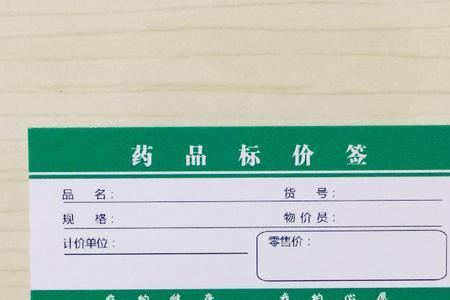 药品标价签
品 名： 货 号：
规 格： 物价员：
计价单位： 零售价：